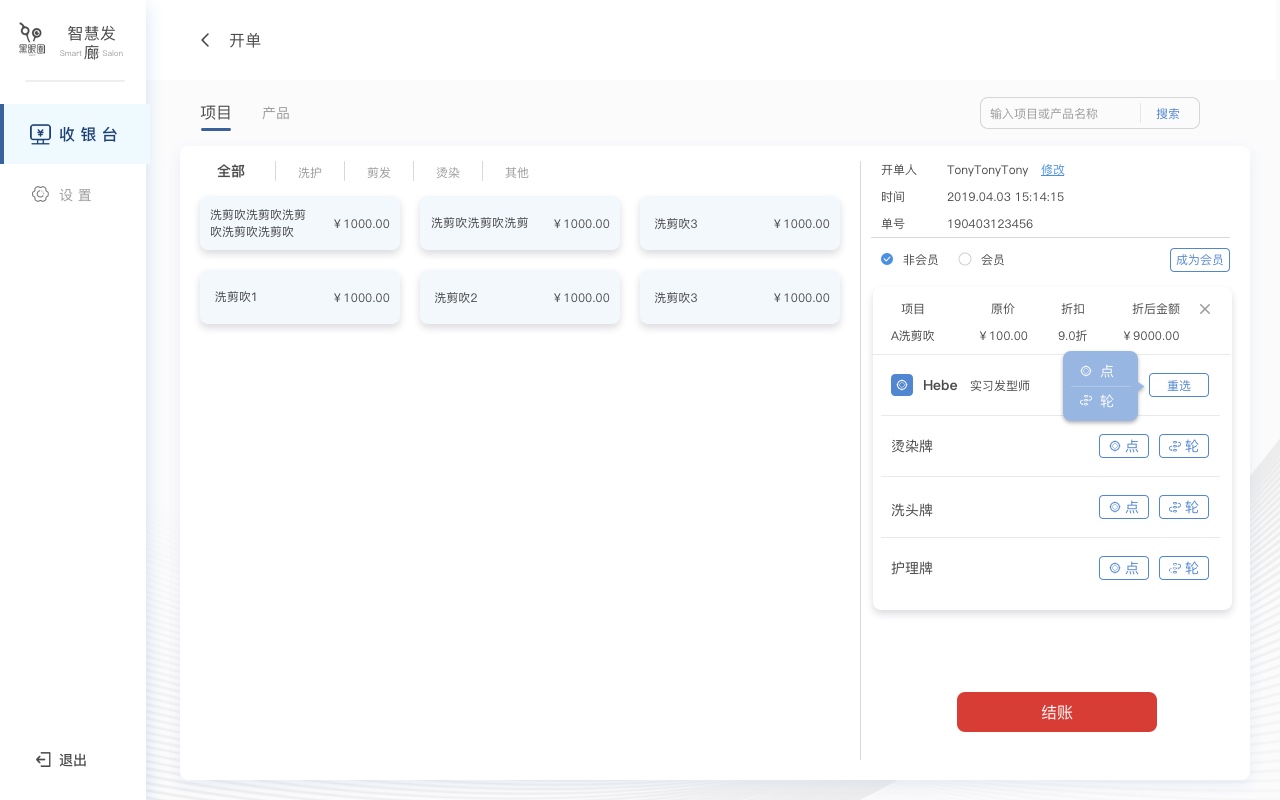 智慧发
Smart 廊 Salon
黑眼圈
收银台
设置
退出
开单
项目 产品
输入项目或产品名称 搜索
全部 洗护 剪发 烫染 其他
洗剪吹洗剪吹洗剪
吹洗剪吹洗剪吹 ¥1000.00
洗剪吹洗剪吹洗剪 ¥1000.00
洗剪吹3 ¥1000.00
洗剪吹1 ¥1000.00
洗剪吹2 ¥1000.00
洗剪吹3 ¥1000.00
开单人 TonyTonyTony 修改
时间 2019.04.03 15:14:15
单号 190403123456
非会员 会员 成为会员
项目 原价 折扣 折后金额
A洗剪吹 ¥100.00 9.0折 ¥9000.00
Hebe 实习发型师 重选
点
轮
烫染牌 点 轮
洗头牌 点 轮
护理牌 点 轮
结账